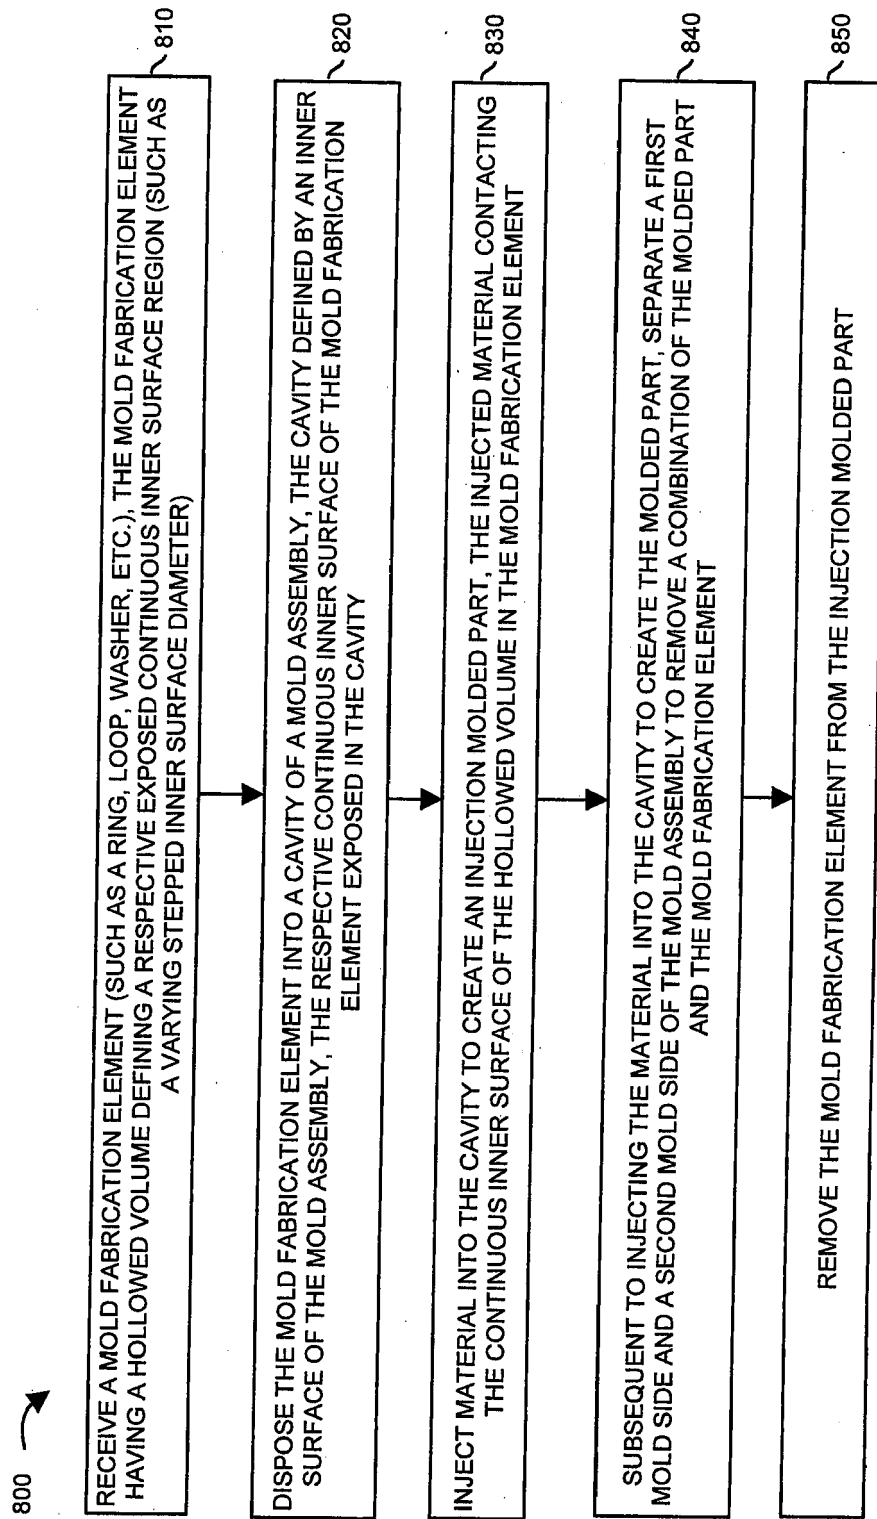 800
RECEIVE A MOLD FABRICATION ELEMENT (SUCH AS A RING, LOOP, WASHER, ETC.), THE MOLD FABRICATION ELEMENT
HAVING A HOLLOWED VOLUME DEFINING A RESPECTIVE EXPOSED CONTINUOUS INNER SURFACE REGION (SUCH AS
A VARYING STEPPED INNER SURFACE DIAMETER)
810
DISPOSE THE MOLD FABRICATION ELEMENT INTO A CAVITY OF A MOLD ASSEMBLY, THE CAVITY DEFINED BY AN INNER
SURFACE OF THE MOLD ASSEMBLY, THE RESPECTIVE CONTINUOUS INNER SURFACE OF THE MOLD FABRICATION
ELEMENT EXPOSED IN THE CAVITY
820
INJECT MATERIAL INTO THE CAVITY TO CREATE AN INJECTION MOLDED PART, THE INJECTED MATERIAL CONTACTING
THE CONTINUOUS INNER SURFACE OF THE HOLLOWED VOLUME IN THE MOLD FABRICATION ELEMENT
830
SUBSEQUENT TO INJECTING THE MATERIAL INTO THE CAVITY TO CREATE THE MOLDED PART, SEPARATE A FIRST
MOLD SIDE AND A SECOND MOLD SIDE OF THE MOLD ASSEMBLY TO REMOVE A COMBINATION OF THE MOLDED PART
AND THE MOLD FABRICATION ELEMENT
840
REMOVE THE MOLD FABRICATION ELEMENT FROM THE INJECTION MOLDED PART
850